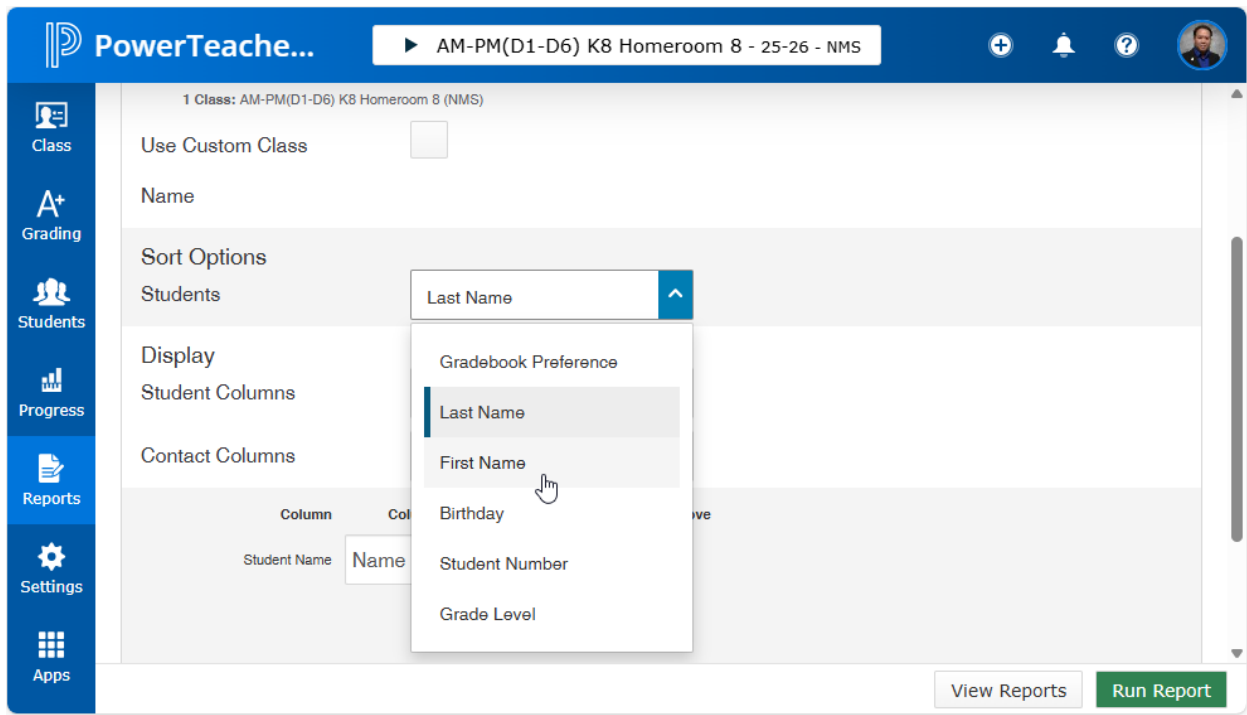 PowerTeache...
AM-PM(D1-D6) K8 Homeroom 8 - 25-26 - NMS
Class
Grading
Students
Progress
Reports
Settings
Apps
1 Class: AM-PM(D1-D6) K8 Homeroom 8 (NMS)
Use Custom Class
Name
Sort Options
Students
Last Name
Gradebook Preference
Last Name
First Name
Birthday
Student Number
Grade Level
Display
Student Columns
Contact Columns
Column
Student Name
Name
View Reports
Run Report